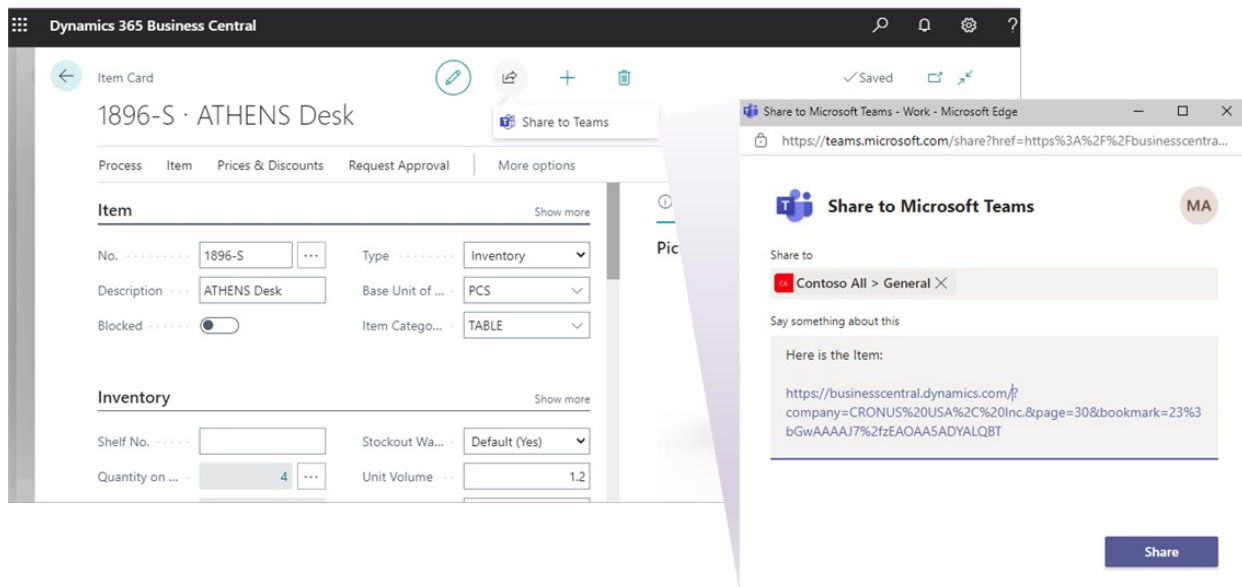 Dynamics 365 Business Central
?
Item Card
Saved
1896-S · ATHENS Desk
Share to Teams
Process Item Prices & Discounts Request Approval More options
Item Show more
No. 1896-S ... Type Inventory
Description ATHENS Desk Base Unit of ... PCS
Blocked Item Catego... TABLE
Inventory Show more
Shelf No. Stockout Wa... Default (Yes)
Quantity on ... 4 ... Unit Volume 1.2
Pic
Share to Microsoft Teams - Work - Microsoft Edge
https://teams.microsoft.com/share?href=https%3A%2F%2Fbusinesscentra...
Share to Microsoft Teams MA
Share to
CA Contoso All > General
Say something about this
Here is the Item:
https://businesscentral.dynamics.com/?
company=CRONUS%20USA%2C%20Inc.&page=30&bookmark=23%3
bGwAAAAJ7%2fzEAOAA5ADYALQBT
Share